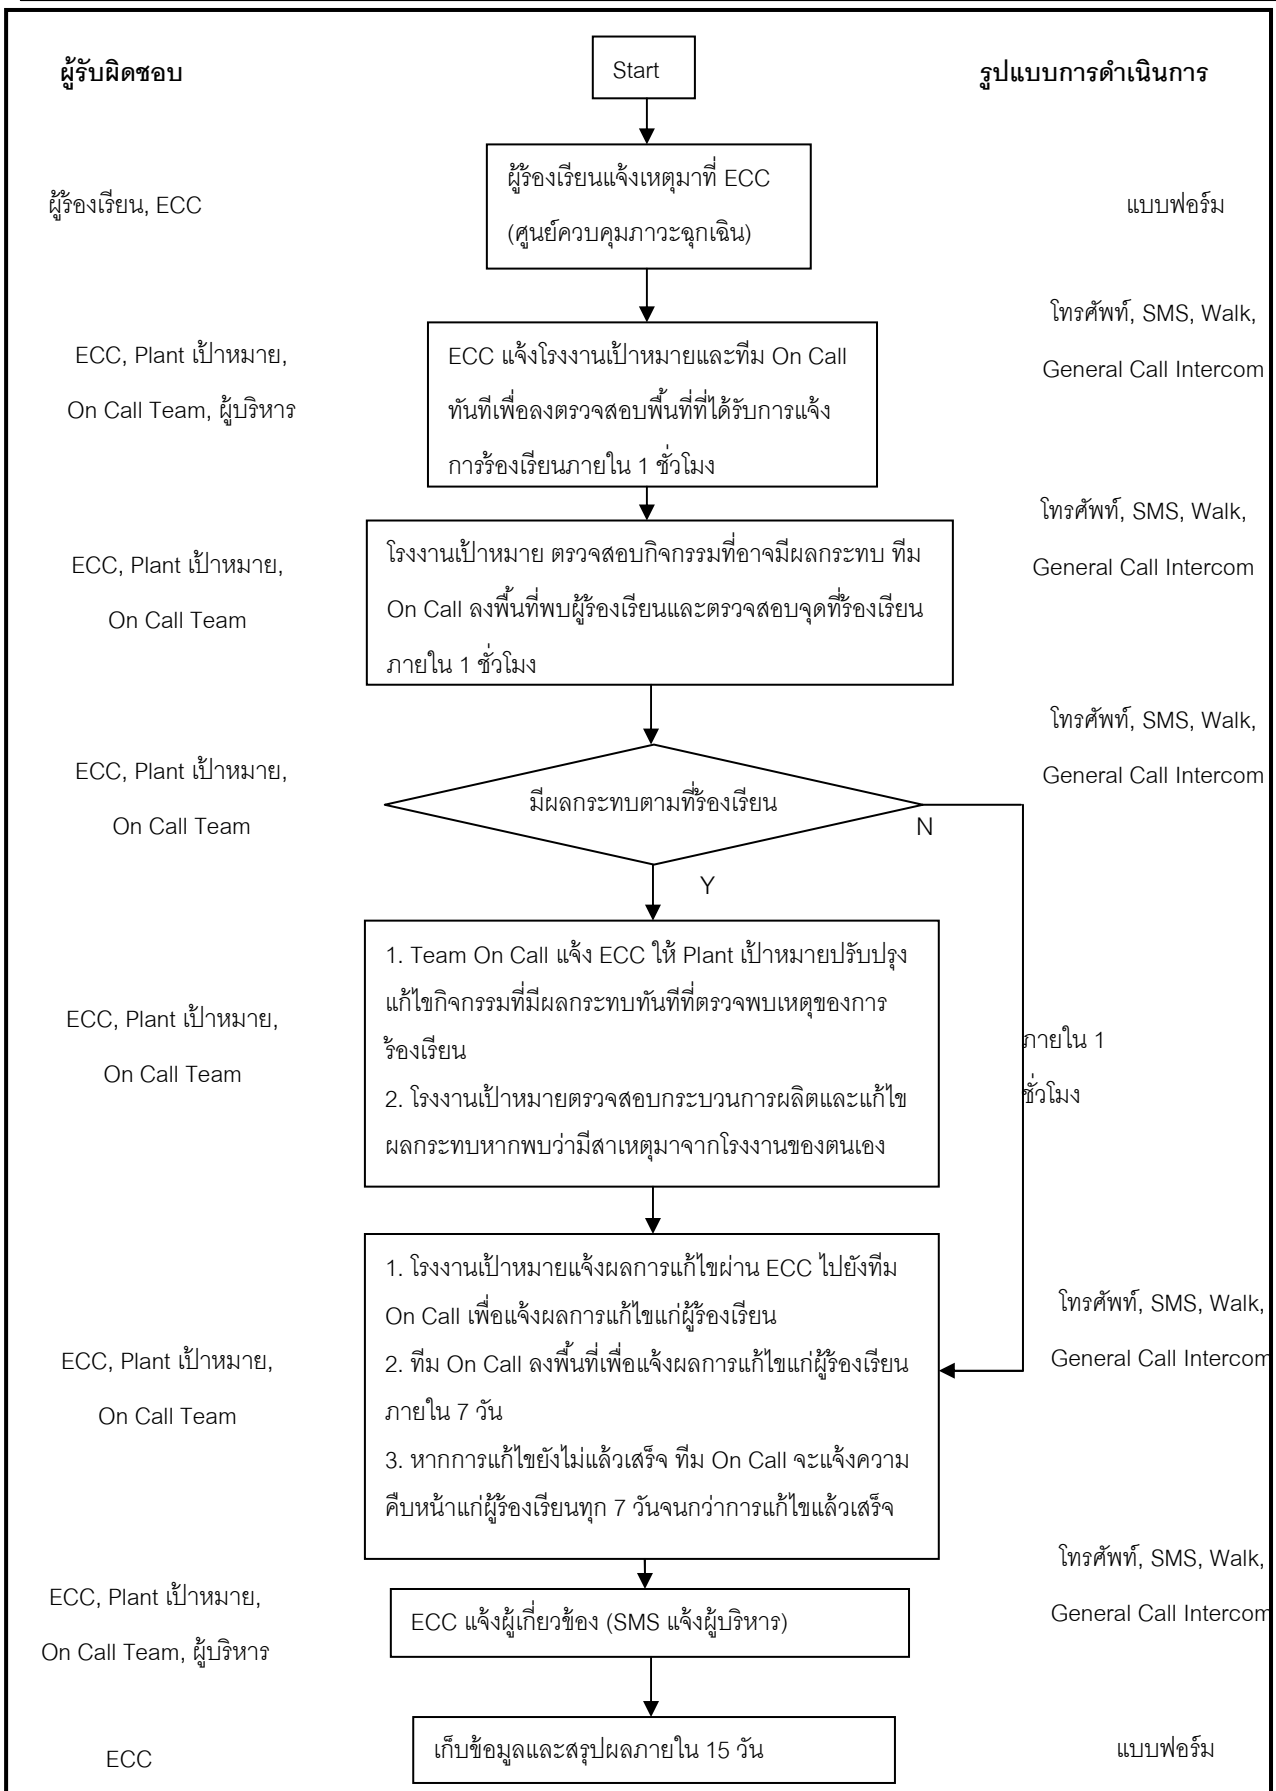 ผู้รับผิดชอบ
Start
รูปแบบการดำเนินการ
ผู้ร้องเรียน, ECC
ผู้ร้องเรียนแจ้งเหตุมาที่ ECC
(ศูนย์ควบคุมภาวะฉุกเฉิน)
แบบฟอร์ม
ECC, Plant เป้าหมาย,
On Call Team, ผู้บริหาร
ECC แจ้งโรงงานเป้าหมายและทีม On Call
ทันทีเพื่อลงตรวจสอบพื้นที่ที่ได้รับการแจ้ง
การร้องเรียนภายใน 1 ชั่วโมง
โทรศัพท์, SMS, Walk,
General Call Intercom
ECC, Plant เป้าหมาย,
On Call Team
โรงงานเป้าหมาย ตรวจสอบกิจกรรมที่อาจมีผลกระทบ ทีม
On Call ลงพื้นที่พบผู้ร้องเรียนและตรวจสอบจุดที่ร้องเรียน
ภายใน 1 ชั่วโมง
โทรศัพท์, SMS, Walk,
General Call Intercom
ECC, Plant เป้าหมาย,
On Call Team
มีผลกระทบตามที่ร้องเรียน
N
Y
โทรศัพท์, SMS, Walk,
General Call Intercom
ECC, Plant เป้าหมาย,
On Call Team
1. Team On Call แจ้ง ECC ให้ Plant เป้าหมายปรับปรุง
แก้ไขกิจกรรมที่มีผลกระทบทันทีที่ตรวจพบเหตุของการ
ร้องเรียน
2. โรงงานเป้าหมายตรวจสอบกระบวนการผลิตและแก้ไข
ผลกระทบหากพบว่ามีสาเหตุมาจากโรงงานของตนเอง
ภายใน 1
ชั่วโมง
ECC, Plant เป้าหมาย,
On Call Team
1. โรงงานเป้าหมายแจ้งผลการแก้ไขผ่าน ECC ไปยังทีม
On Call เพื่อแจ้งผลการแก้ไขแก่ผู้ร้องเรียน
2. ทีม On Call ลงพื้นที่เพื่อแจ้งผลการแก้ไขแก่ผู้ร้องเรียน
ภายใน 7 วัน
3. หากการแก้ไขยังไม่แล้วเสร็จ ทีม On Call จะแจ้งความ
คืบหน้าแก่ผู้ร้องเรียนทุก 7 วันจนกว่าการแก้ไขแล้วเสร็จ
โทรศัพท์, SMS, Walk,
General Call Intercom
ECC, Plant เป้าหมาย,
On Call Team, ผู้บริหาร
ECC แจ้งผู้เกี่ยวข้อง (SMS แจ้งผู้บริหาร)
โทรศัพท์, SMS, Walk,
General Call Intercom
ECC
เก็บข้อมูลและสรุปผลภายใน 15 วัน
แบบฟอร์ม